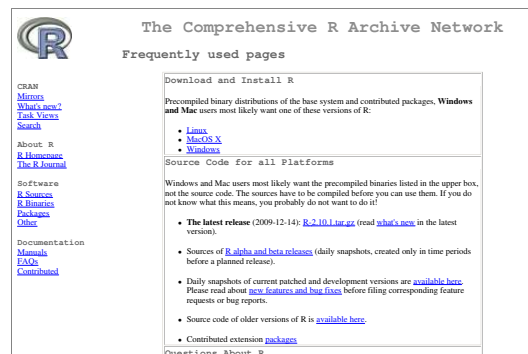 The Comprehensive R Archive Network
Frequently used pages
R
CRAN
Mirrors
What's new?
Task Views
Search
About R
R Homepage
The R Journal
Software
R Sources
R Binaries
Packages
Other
Documentation
Manuals
FAQs
Contributed
Download and Install R
Precompiled binary distributions of the base system and contributed packages, Windows
and Mac users most likely want one of these versions of R:
• Linux
• MacOS X
• Windows
Source Code for all Platforms
Windows and Mac users most likely want the precompiled binaries listed in the upper box,
not the source code. The sources have to be compiled before you can use them. If you do
not know what this means, you probably do not want to do it!
• The latest release (2009-12-14): R-2.10.1.tar.gz (read what's new in the latest
version).
• Sources of R alpha and beta releases (daily snapshots, created only in time periods
before a planned release).
• Daily snapshots of current patched and development versions are available here.
Please read about new features and bug fixes before filing corresponding feature
requests or bug reports.
• Source code of older versions of R is available here.
• Contributed extension packages
Questions About R